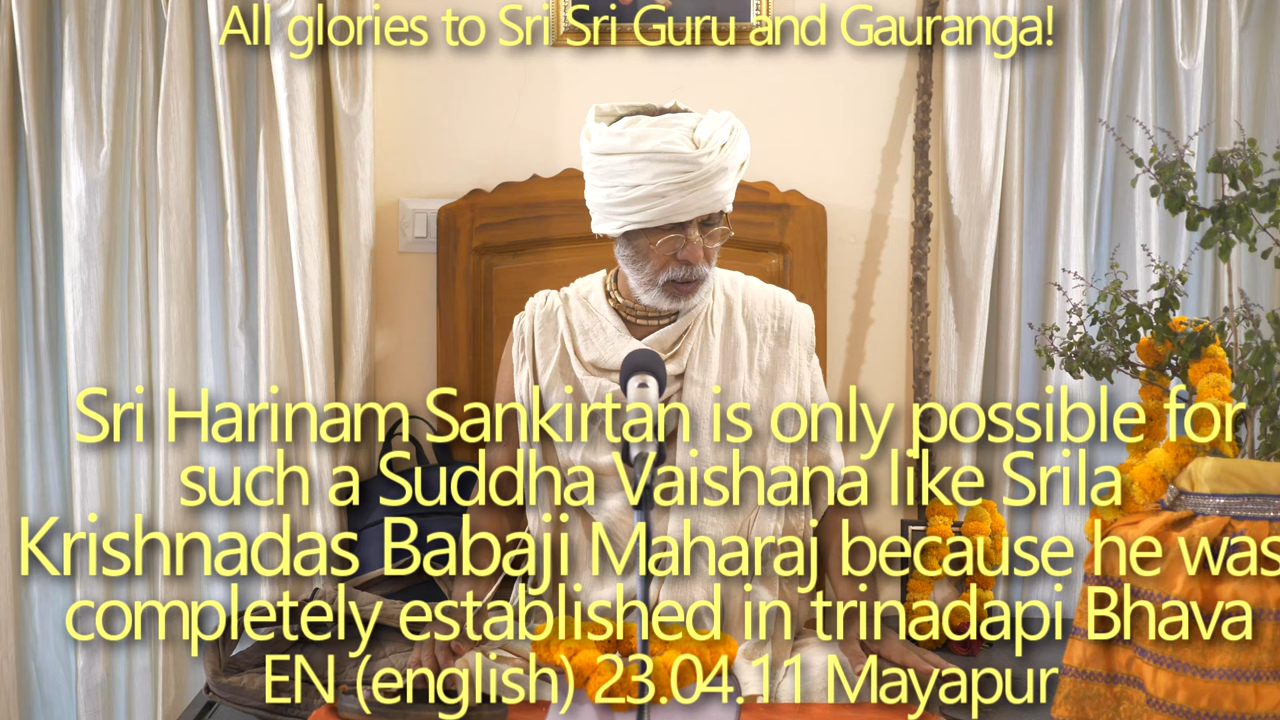 All glories to Sri Sri Guru and Gauranga!
Sri Harinam Sankirtan is only possible for
such a Suddha Vaishana like Srila
Krishnadas Babaji Maharaj because he was
completely established in trinadapi Bhava
EN (english) 23.04.11 Mayapur